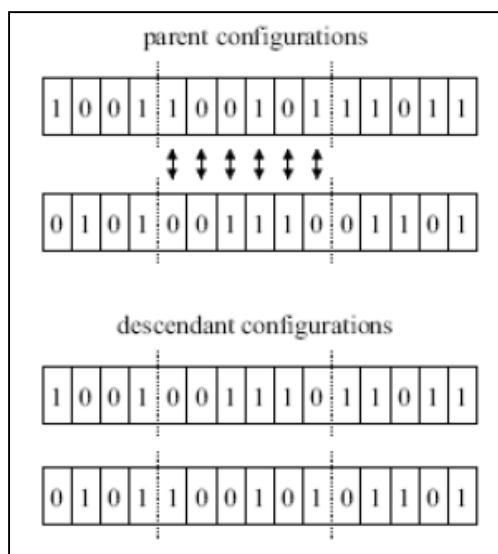 parent configurations
1 0 0 1 1 0 0 1 0 1 1 1 0 1 1
0 1 0 1 0 0 1 1 1 0 0 1 1 0 1
descendant configurations
1 0 0 1 0 0 1 1 1 0 1 1 0 1 1
0 1 0 1 1 0 0 1 0 1 0 1 1 0 1